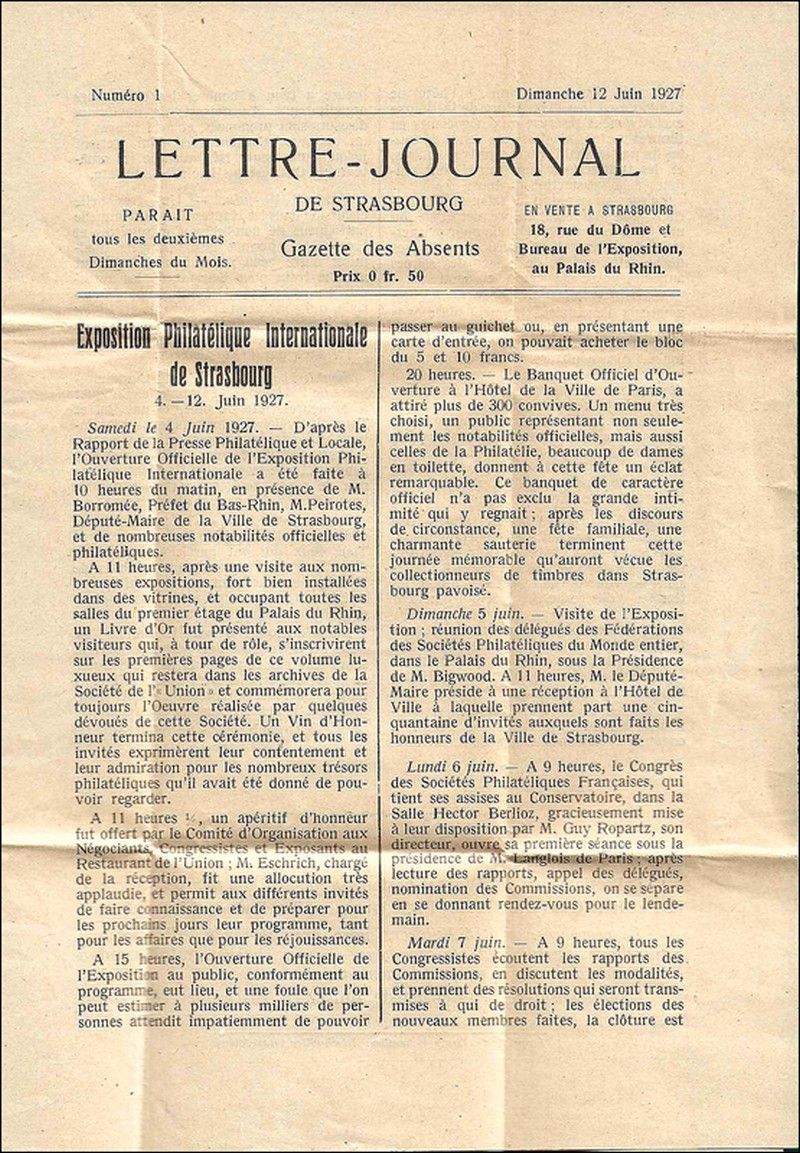 Numéro 1
Dimanche 12 Juin 1927
LETTRE-JOURNAL
DE STRASBOURG
PARAIT
tous les deuxièmes
Dimanches du Mois.
Gazette des Absents
Prix 0 fr. 50
EN VENTE A STRASBOURG
18, rue du Dôme et
Bureau de l'Exposition,
au Palais du Rhin.
Exposition Philatélique Internationale
de Strasbourg
4. —12. Juin 1927.
Samedi le 4 Juin 1927. — D'après le
Rapport de la Presse Philatélique et Locale,
l'Ouverture Officielle de l'Exposition Phi-
latélique Internationale a été faite à
10 heures du matin, en présence de M.
Borromée, Préfet du Bas-Rhin, M.Peirotes,
Député-Maire de la Ville de Strasbourg,
et de nombreuses notabilités officielles et
philatéliques.
A 11 heures, après une visite aux nom-
breuses expositions, fort bien installées
dans des vitrines, et occupant toutes les
salles du premier étage du Palais du Rhin,
un Livre d'Or fut présenté aux notables
visiteurs qui, à tour de rôle, s'inscrivirent
sur les premières pages de ce volume lu-
xueux qui restera dans les archives de la
Société de l'« Union » et commémorera pour
toujours l'Oeuvre réalisée par quelques
dévoués de cette Société. Un Vin d'Hon-
neur termina cette cérémonie, et tous les
invités exprimèrent leur contentement et
leur admiration pour les nombreux trésors
philatéliques qu'il avait été donné de pou-
voir regarder.
A 11 heures ½, un apéritif d'honneur
fut offert par le Comité d'Organisation aux
Négociants, Congressistes et Exposants au
Restaurant de l'Union ; M. Eschrich, chargé
de la réception, fit une allocution très
applaudie, et permit aux différents invités
de faire connaissance et de préparer pour
les prochains jours leur programme, tant
pour les affaires que pour les réjouissances.
A 15 heures, l'Ouverture Officielle de
l'Exposition au public, conformément au
programme, eut lieu, et une foule que l'on
peut estimer à plusieurs milliers de per-
sonnes attendit impatiemment de pouvoir
passer au guichet ou, en présentant une
carte d'entrée, on pouvait acheter le bloc
du 5 et 10 francs.
20 heures. — Le Banquet Officiel d'Ou-
verture à l'Hôtel de la Ville de Paris, a
attiré plus de 300 convives. Un menu très
choisi, un public représentant non seule-
ment les notabilités officielles, mais aussi
celles de la Philatélie, beaucoup de dames
en toilette, donnent à cette fête un éclat
remarquable. Ce banquet de caractère
officiel n'a pas exclu la grande inti-
mité qui y regnait ; après les discours
de circonstance, une fête familiale, une
charmante sauterie terminent cette
journée mémorable qu'auront vécue les
collectionneurs de timbres dans Stras-
bourg pavoisé.
Dimanche 5 juin. — Visite de l'Exposi-
tion ; réunion des délégués des Fédérations
des Sociétés Philatéliques du Monde entier,
dans le Palais du Rhin, sous la Présidence
de M. Bigwood. A 11 heures, M. le Député-
Maire préside à une réception à l'Hôtel de
Ville à laquelle prennent part une cin-
quantaine d'invités auxquels sont faits les
honneurs de la Ville de Strasbourg.
Lundi 6 juin. — A 9 heures, le Congrès
des Sociétés Philatéliques Françaises, qui
tient ses assises au Conservatoire, dans la
Salle Hector Berlioz, gracieusement mise
à leur disposition par M. Guy Ropartz, son
directeur, ouvre sa première séance sous la
présidence de M. Langlois de Paris ; après
lecture des rapports, appel des délégués,
nomination des Commissions, on se sépare
en se donnant rendez-vous pour le lende-
main.
Mardi 7 juin. — A 9 heures, tous les
Congressistes écoutent les rapports des
Commissions, en discutent les modalités,
et prennent des résolutions qui seront trans-
mises à qui de droit ; les élections des
nouveaux membres faites, la clôture est